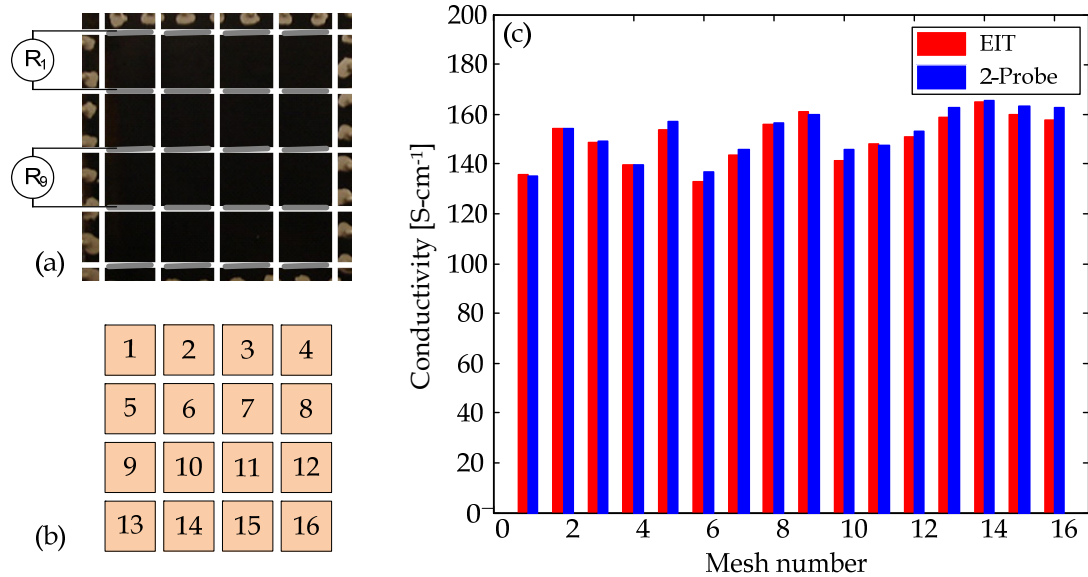 R1
R9
(a)
1 2 3 4
5 6 7 8
9 10 11 12
13 14 15 16
(b)
(c)
EIT
2-Probe
200
180
160
140
120
100
80
60
40
20
0
0 2 4 6 8 10 12 14 16
Conductivity [S-cm-1]
Mesh number